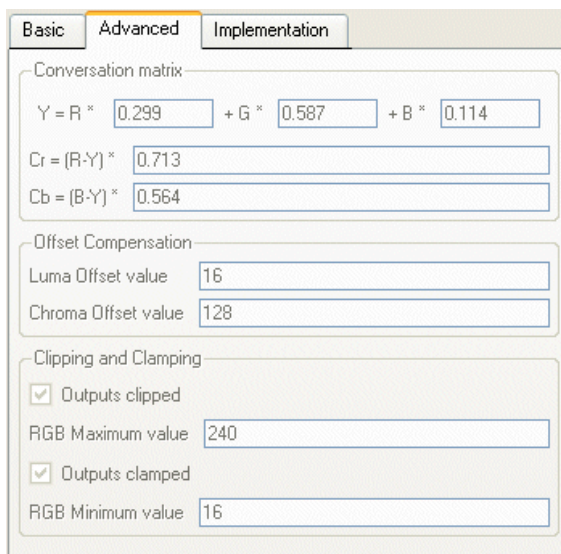 Basic Advanced Implementation
Conversation matrix
Y = R * 0.299 + G * 0.587 + B * 0.114
Cr = (R-Y) * 0.713
Cb = (B-Y) * 0.564
Offset Compensation
Luma Offset value 16
Chroma Offset value 128
Clipping and Clamping
Outputs clipped
RGB Maximum value 240
Outputs clamped
RGB Minimum value 16